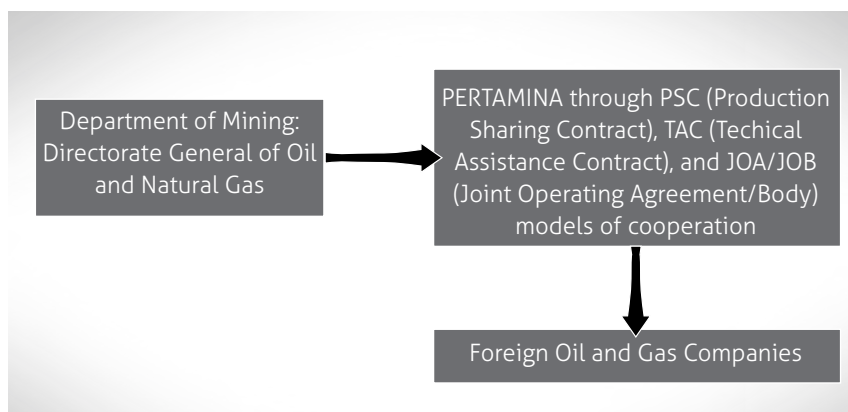 Department of Mining:
Directorate General of Oil
and Natural Gas
PERTAMINA through PSC (Production
Sharing Contract), TAC (Techical
Assistance Contract), and JOA/JOB
(Joint Operating Agreement/Body)
models of cooperation
Foreign Oil and Gas Companies